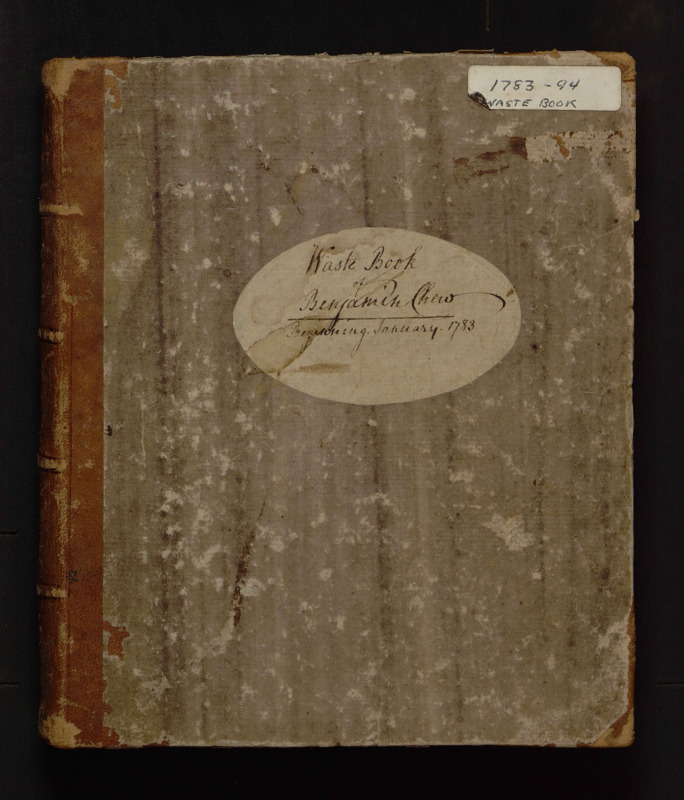 1783 - 94
WASTE BOOK
Waste Book
of
Benjamin Chew
Beginning January. 1783